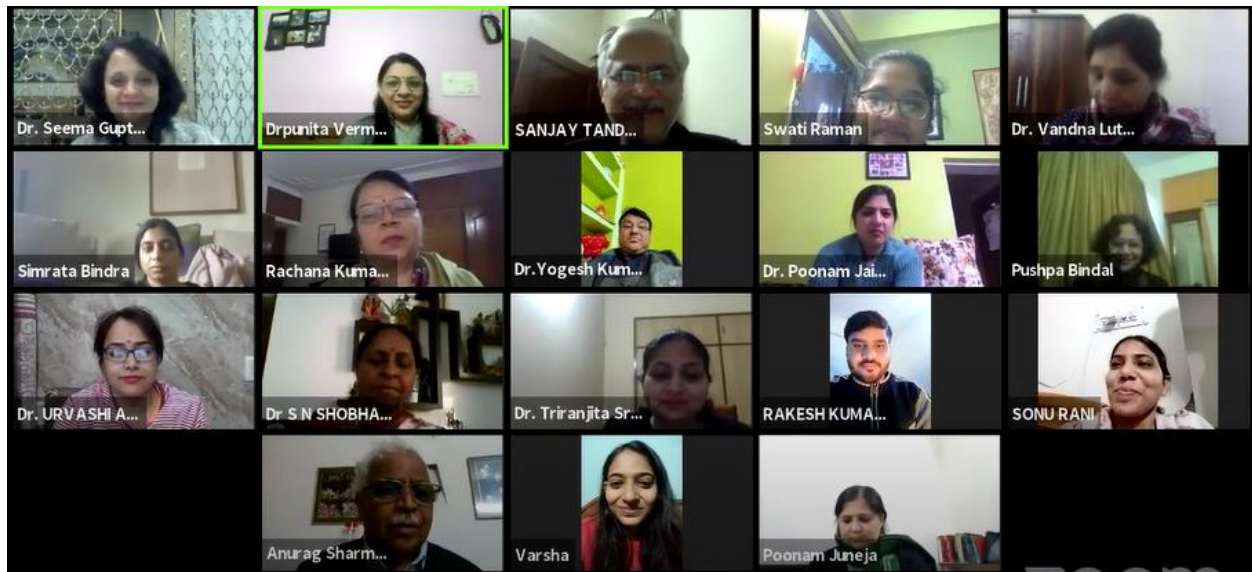 Dr. Seema Gupt...
Drpunita Verm...
SANJAY TAND...
Swati Raman
Dr. Vandna Lut...
Simrata Bindra
Rachana Kuma...
Dr.Yogesh Kum...
Dr. Poonam Jai...
Pushpa Bindal
Dr. URVASHI A...
Dr S N SHOBHA...
Dr. Triranjita Sr...
RAKESH KUMA...
SONU RANI
Anurag Sharm...
Varsha
Poonam Juneja
zoom